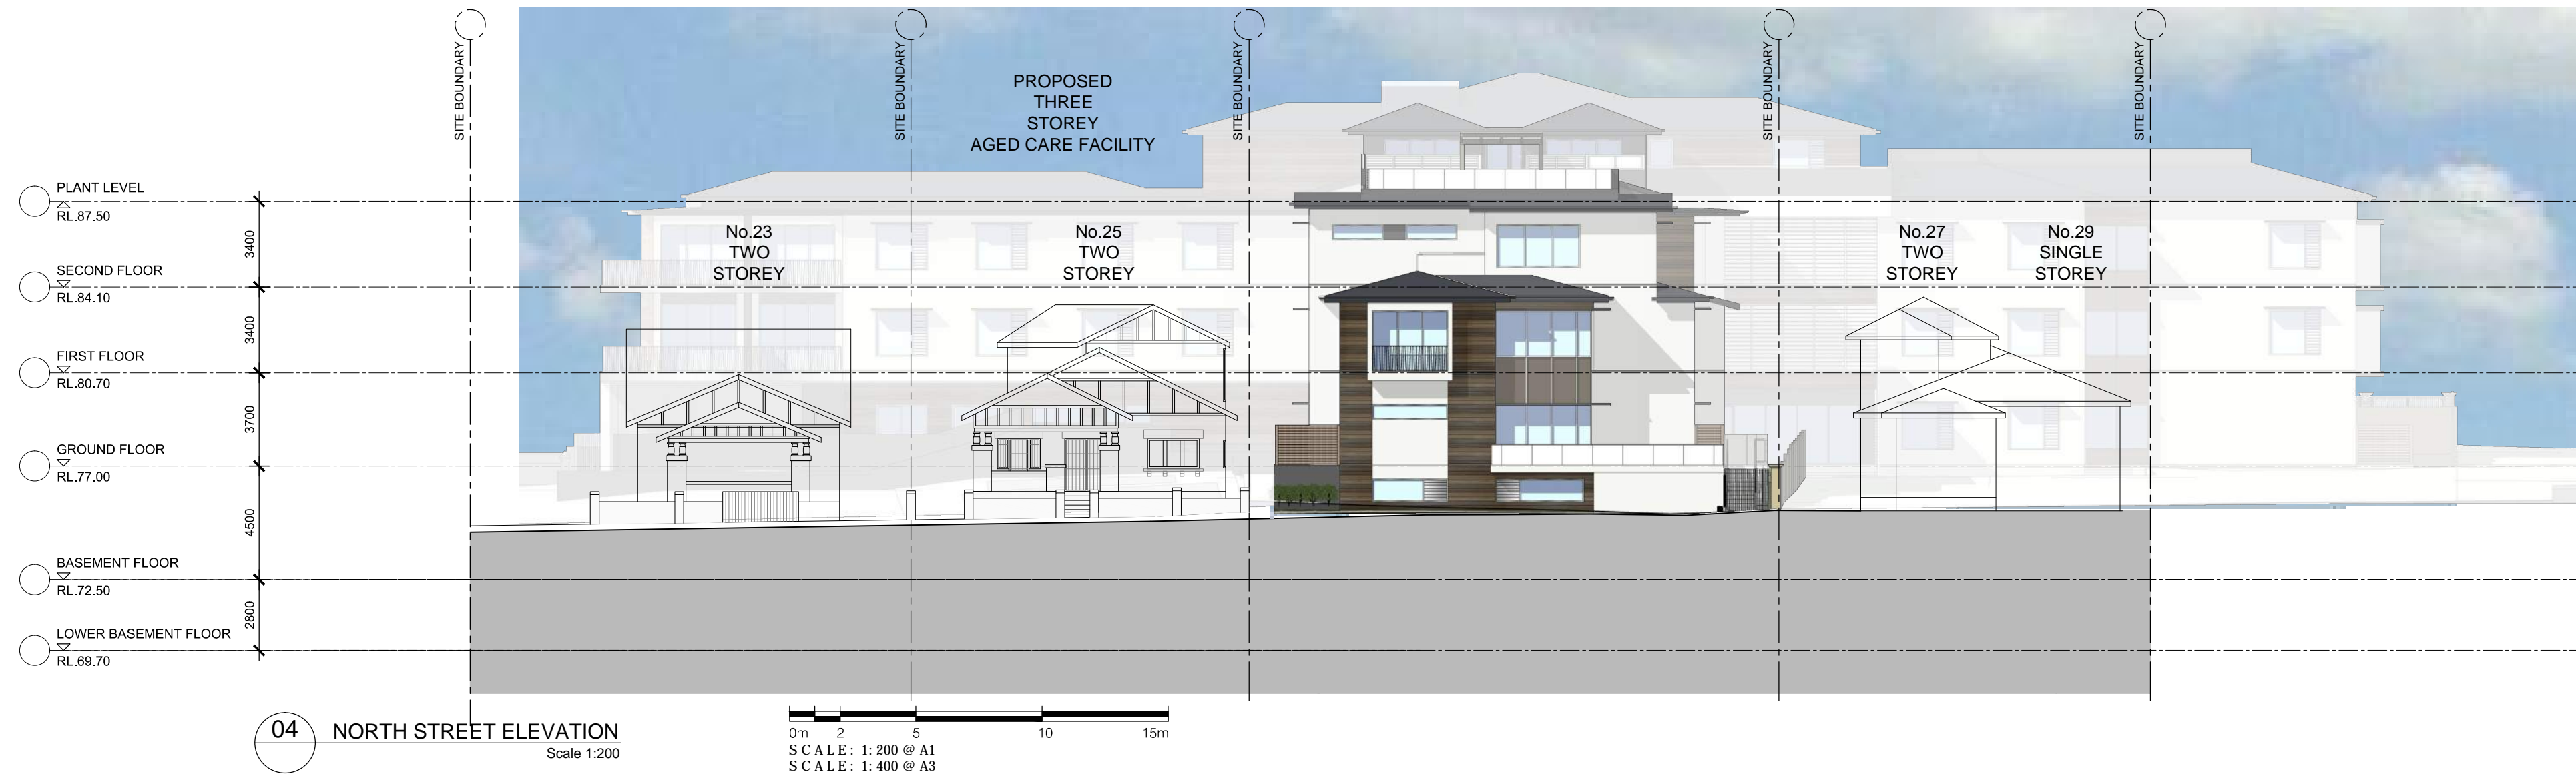 SITE BOUNDARY
SITE BOUNDARY
SITE BOUNDARY
SITE BOUNDARY
SITE BOUNDARY
PROPOSED
THREE
STOREY
AGED CARE FACILITY
PLANT LEVEL
RL.87.50
3400
SECOND FLOOR
RL.84.10
3400
FIRST FLOOR
RL.80.70
3700
GROUND FLOOR
RL.77.00
4500
BASEMENT FLOOR
RL.72.50
2800
LOWER BASEMENT FLOOR
RL.69.70
No.23
TWO
STOREY
No.25
TWO
STOREY
No.27
TWO
STOREY
No.29
SINGLE
STOREY
04 NORTH STREET ELEVATION
Scale 1:200
0m 2 5 10 15m
SCALE: 1:200 @ A1
SCALE: 1:400 @ A3